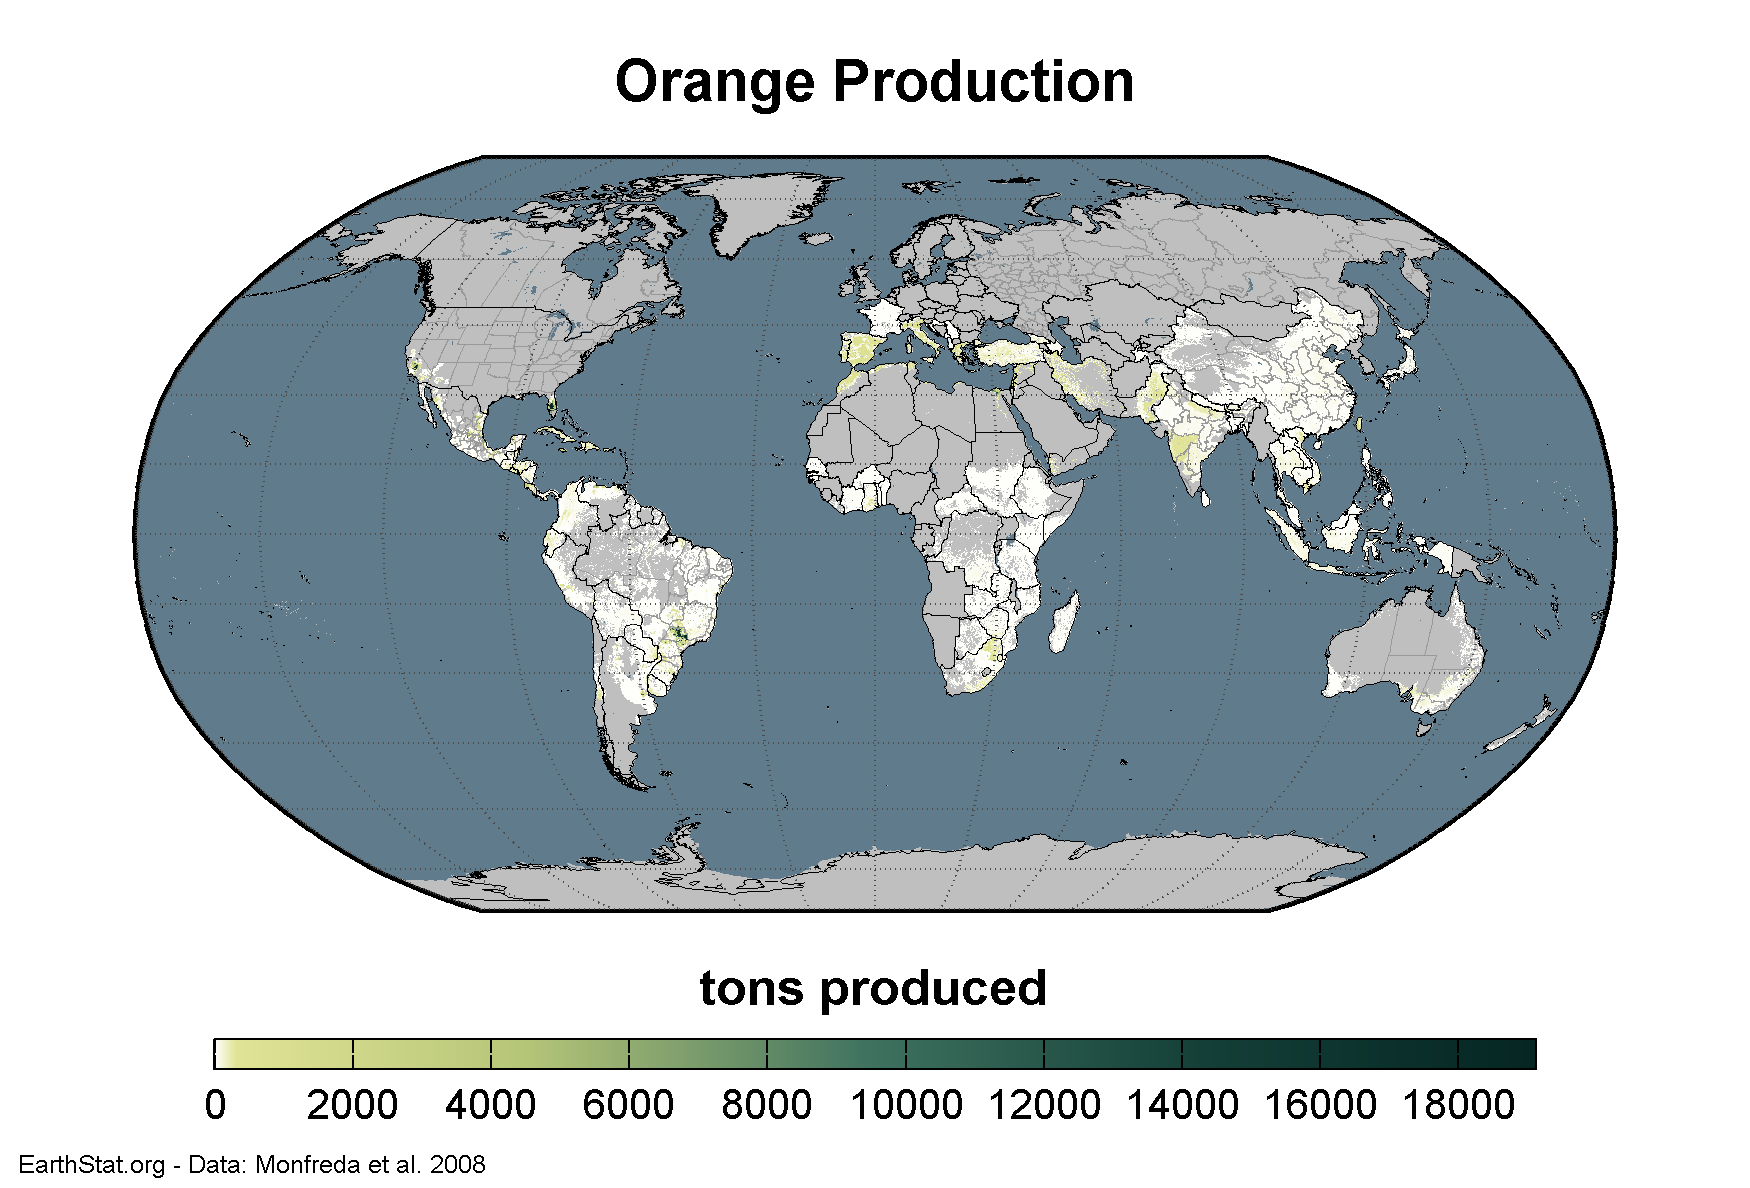 Orange Production
tons produced
0 2000 4000 6000 8000 10000 12000 14000 16000 18000
EarthStat.org - Data: Monfreda et al. 2008